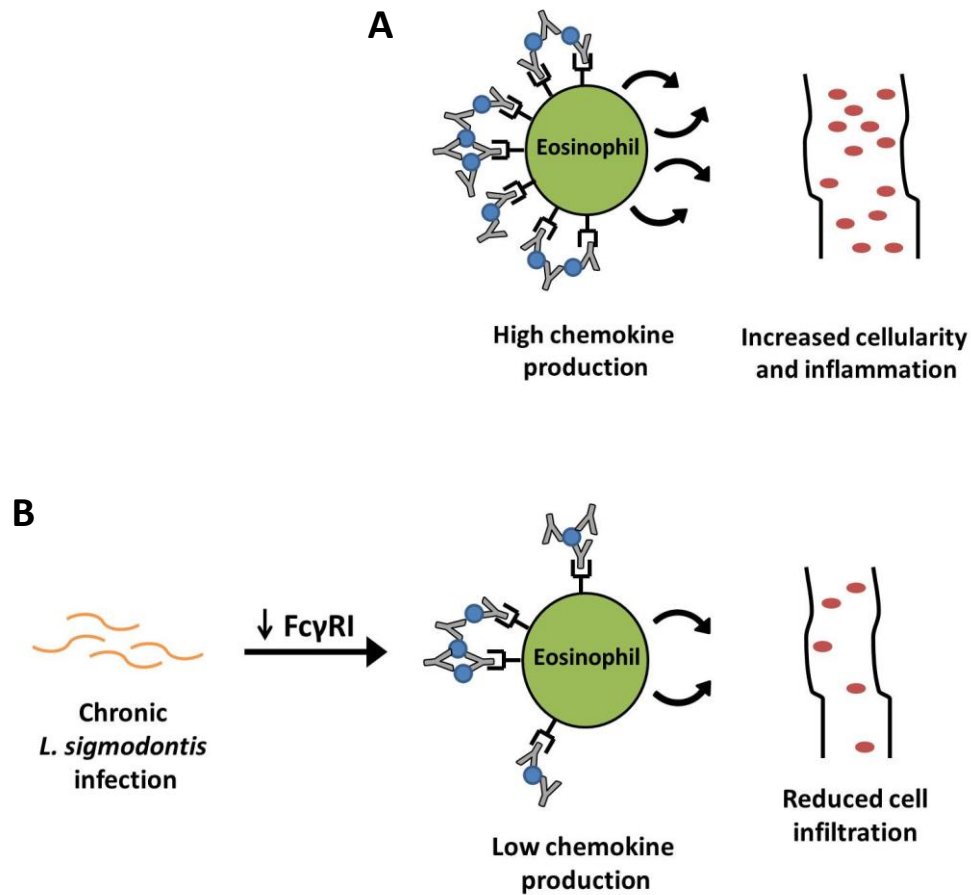 A
Eosinophil
High chemokine
production
Increased cellularity
and inflammation
B
↓ FcγRI
Eosinophil
Chronic
L. sigmodontis
infection
Low chemokine
production
Reduced cell
infiltration